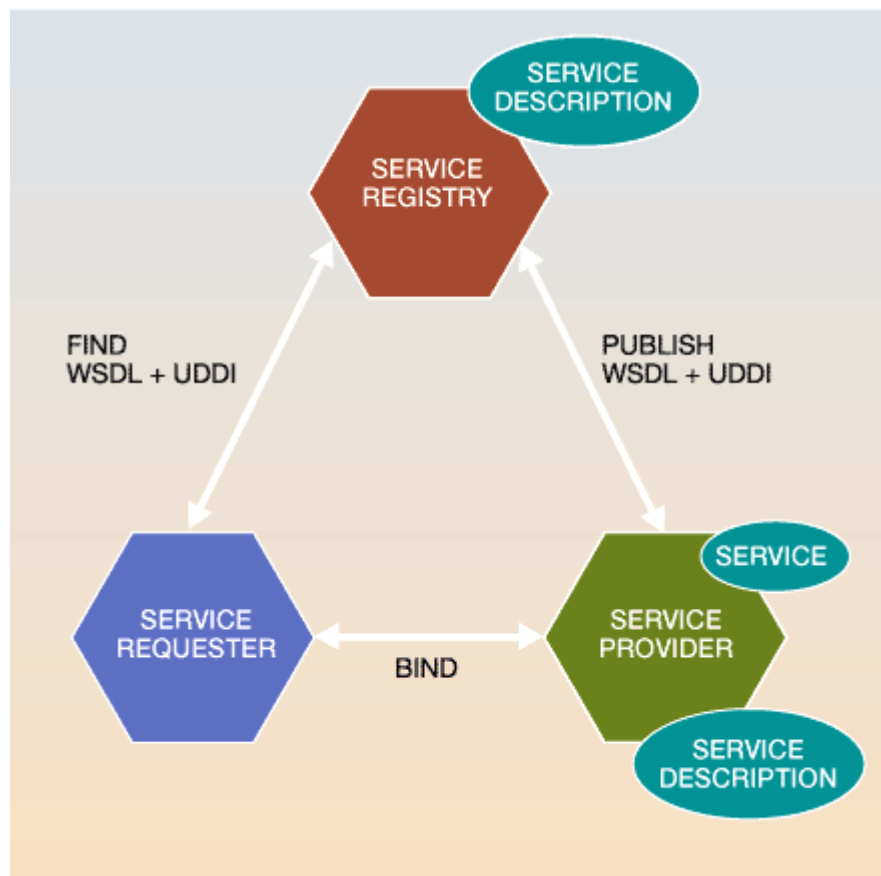 SERVICE
DESCRIPTION
SERVICE
REGISTRY
FIND
WSDL + UDDI
PUBLISH
WSDL + UDDI
SERVICE
SERVICE
REQUESTER
SERVICE
PROVIDER
BIND
SERVICE
DESCRIPTION